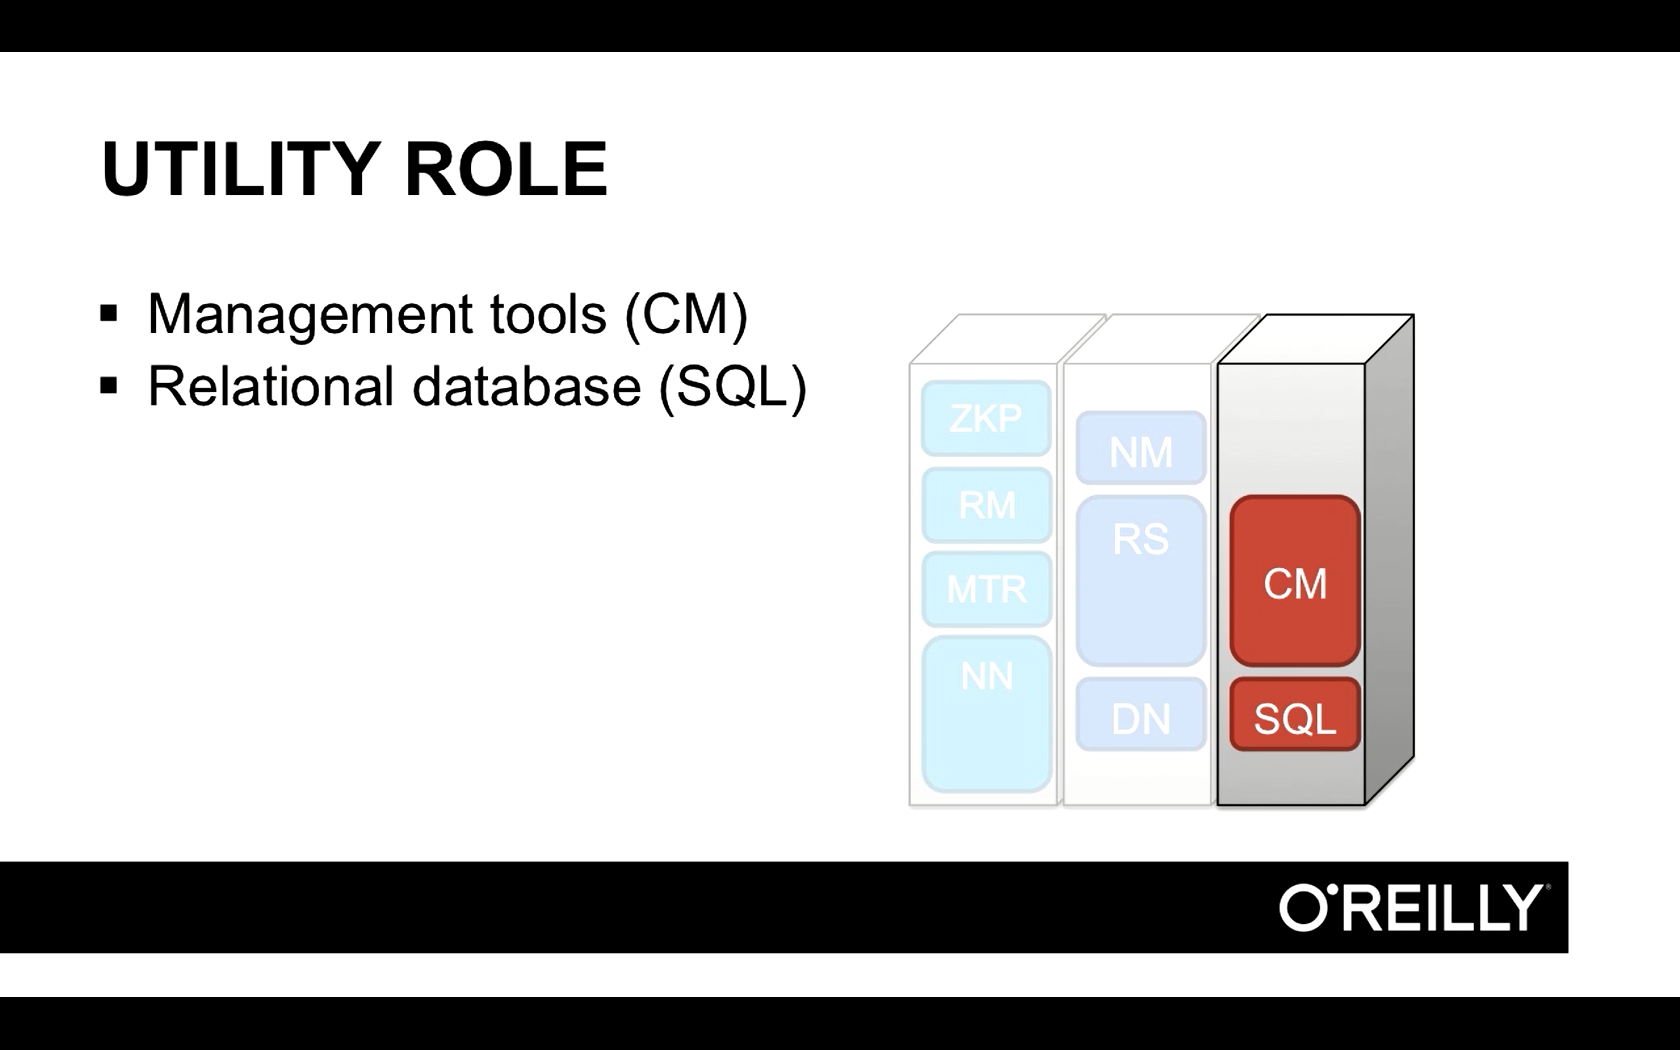 UTILITY ROLE
▪ Management tools (CM)
▪ Relational database (SQL)
ZKP
RM
MTR
NN
NM
RS
DN
CM
SQL
O'REILLY®